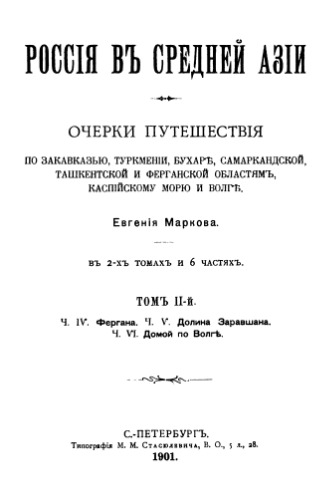 РОССІЯ ВЪ СРЕДНЕЙ АЗІИ
ОЧЕРКИ ПУТЕШЕСТВІЯ
ПО ЗАКАВКАЗЬЮ, ТУРКМЕНІИ, БУХАРѢ, САМАРКАНДСКОЙ,
ТАШКЕНТСКОЙ И ФЕРГАНСКОЙ ОБЛАСТЯМЪ,
КАСПІЙСКОМУ МОРЮ И ВОЛГѢ,
Евгенія Маркова.
ВЪ 2-ХЪ ТОМАХЪ И 6 ЧАСТЯХЪ.
ТОМЪ II-й.
Ч. IV. Фергана. Ч. V. Долина Заравшана.
Ч. VI. Домой по Волгѣ.
С.-ПЕТЕРБУРГЪ.
Типографія М. М. Стасюлевича, В. О., 5 л., 28.
1901.